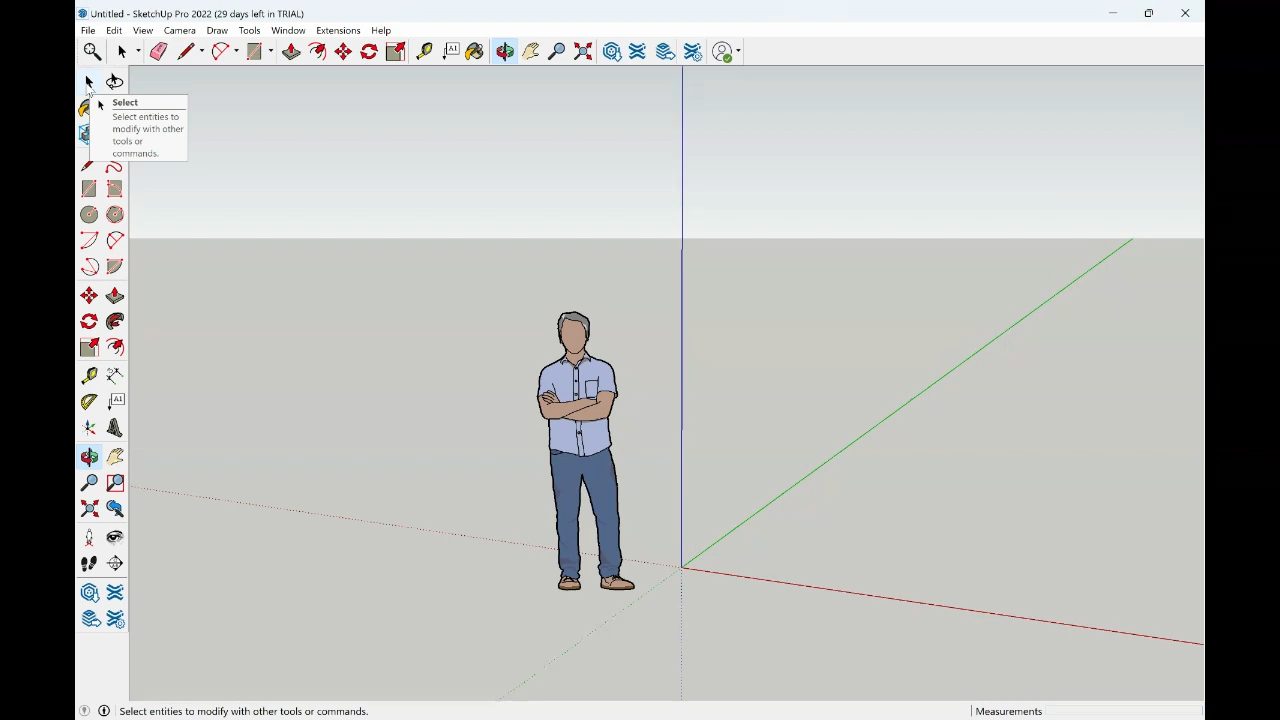 Untitled - SketchUp Pro 2022 (29 days left in TRIAL)
File Edit View Camera Draw Tools Window Extensions Help
A1
Select
Select entities to
modify with other
tools or
commands.
A1
Select entities to modify with other tools or commands.
Measurements